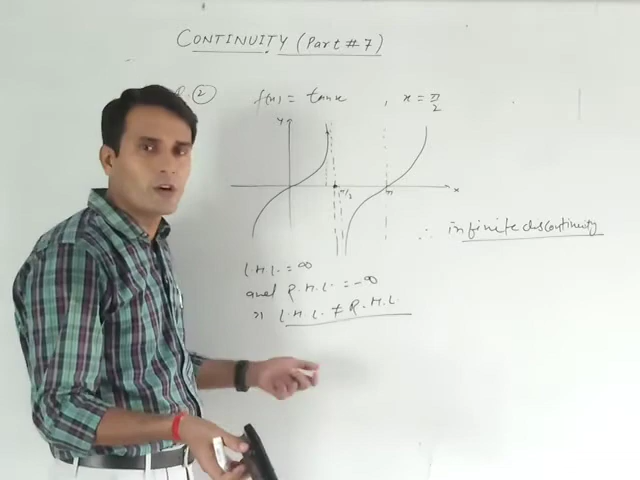 CONTINUITY (Part # 7)
②
f(x) = tanx , x = π/2
y
π/2
π
x
∴ infinite discontinuity
L.H.L. = ∞
and R.H.L. = -∞
L.H.L. ≠ R.H.L.